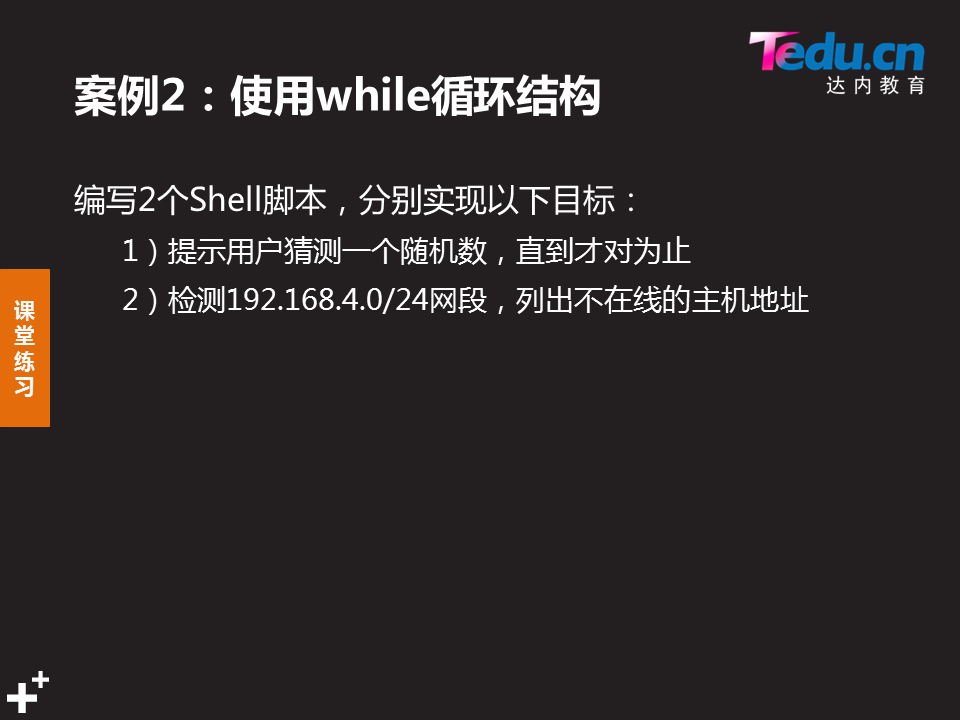 Tedu.cn
达内教育
案例2：使用while循环结构
编写2个Shell脚本，分别实现以下目标：
1）提示用户猜测一个随机数，直到才对为止
2）检测192.168.4.0/24网段，列出不在线的主机地址
课
堂
练
习